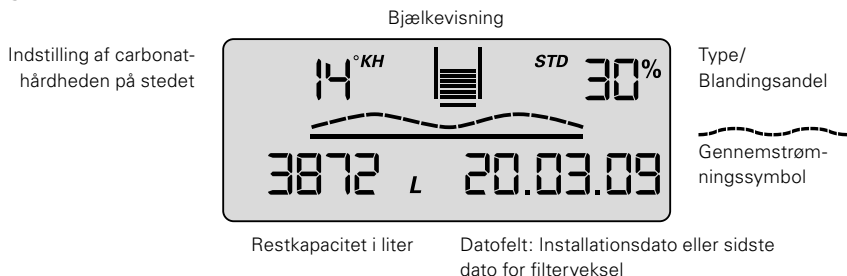 Bjælkevisning
Indstilling af carbonat-
hårdheden på stedet
14 °KH
STD 30%
Type/
Blandingsandel
Gennemstrøm-
ningssymbol
3872 L 20.03.09
Restkapacitet i liter
Datofelt: Installationsdato eller sidste
dato for filterveksel